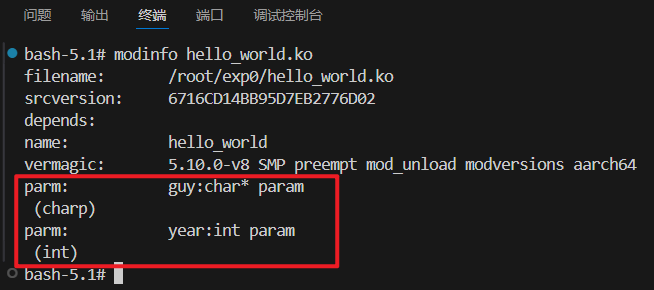 问题 输出 终端 端口 调试控制台
bash-5.1# modinfo hello_world.ko
filename: /root/exp0/hello_world.ko
srcversion: 6716CD14BB95D7EB2776D02
depends:
name: hello_world
vermagic: 5.10.0-v8 SMP preempt mod_unload modversions aarch64
parm: guy:char* param
(charp)
parm: year:int param
(int)
bash-5.1#